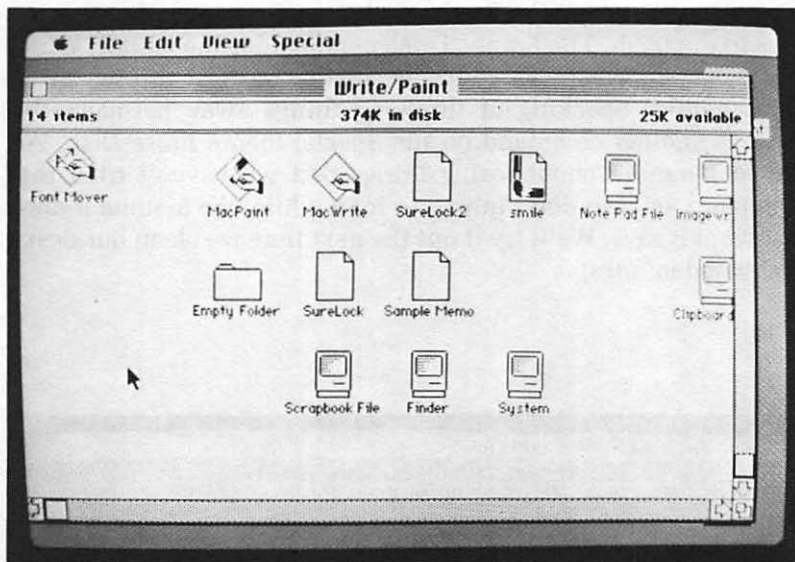 File Edit View Special
Write/Paint
14 items 374K in disk 25K available
Font Mover MacPaint MacWrite SureLock2 smile Note Pad File Imagewr
Empty Folder SureLock Sample Memo Clipboard
Scrapbook File Finder System